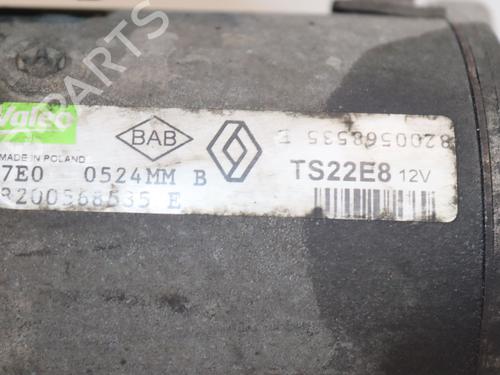 PARTS
Valeo
BAB
8200568535 E
MADE IN POLAND
7E0 0524MM B
TS22E8 12V
8200568535 E